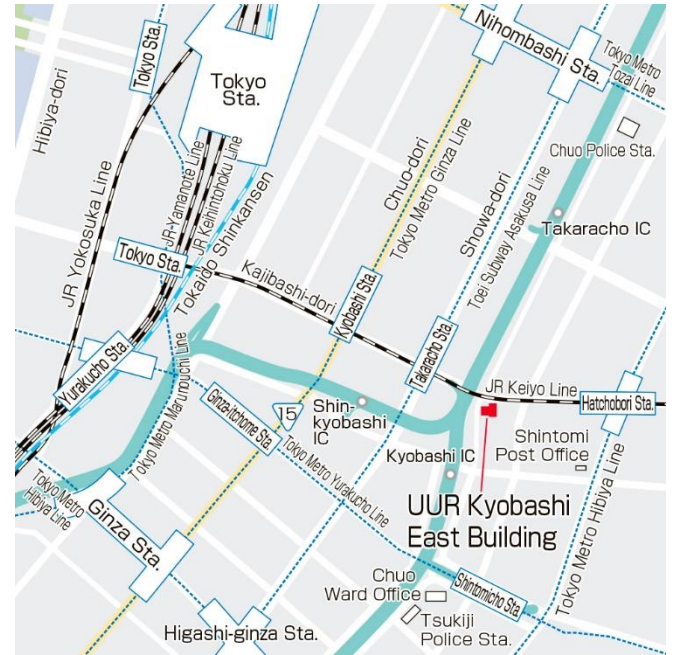 Nihombashi Sta.
Tokyo Metro
Tozai Line
Tokyo Sta.
Tokyo
Sta.
Hibiya-dori
Chuo Police Sta.
Chuo-dori
Tokyo Metro Ginza Line
Showa-dori
Toei Subway Asakusa Line
JR Yokosuka Line
JR-Yamanote Line
JR Kehintohoku Line
Tokaido Shinkansen
Takaracho IC
Tokyo Sta.
Kajibashi-dori
Kyobashi Sta.
Takaracho Sta.
Yurakucho Sta.
Tokyo Metro Marunouchi Line
JR Keiyo Line
Hatchobori Sta.
15
Shin-
kyobashi
IC
Ginza-itchome Sta.
Kyobashi IC
Shintomi
Post Office
Tokyo Metro Yurakucho Line
Tokyo Metro
Hibiya Line
Ginza Sta.
UUR Kyobashi
East Building
Tokyo Metro Hibiya Line
Chuo
Ward Office
Shintomicho Sta.
Higashi-ginza Sta.
Tsukiji
Police Sta.